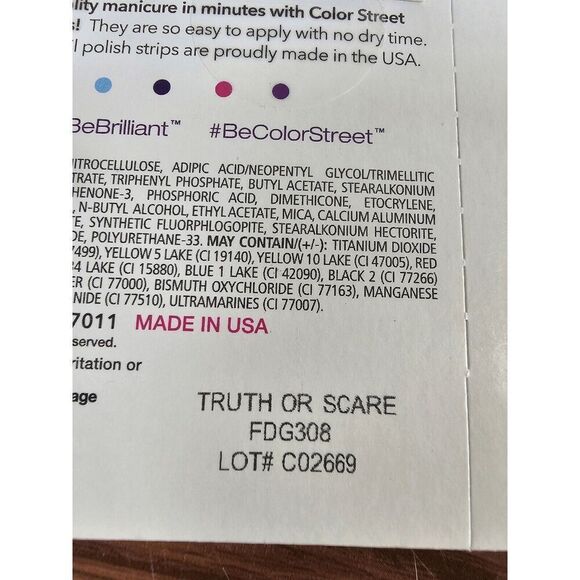 lity manicure in minutes with Color Street
s! They are so easy to apply with no dry time.
l polish strips are proudly made in the USA.
BeBrilliant™ #BeColorStreet™
NITROCELLULOSE, ADIPIC ACID/NEOPENTYL GLYCOL/TRIMELLITIC
TRATE, TRIPHENYL PHOSPHATE, BUTYL ACETATE, STEARALKONIUM
HENONE-3, PHOSPHORIC ACID, DIMETHICONE, ETOCRYLENE,
, N-BUTYL ALCOHOL, ETHYL ACETATE, MICA, CALCIUM ALUMINUM
TE, SYNTHETIC FLUORPHLOGOPITE, STEARALKONIUM HECTORITE,
DE, POLYURETHANE-33. MAY CONTAIN/(+/-): TITANIUM DIOXIDE
7499), YELLOW 5 LAKE (CI 19140), YELLOW 10 LAKE (CI 47005), RED
34 LAKE (CI 15880), BLUE 1 LAKE (CI 42090), BLACK 2 (CI 77266)
ER (CI 77000), BISMUTH OXYCHLORIDE (CI 77163), MANGANESE
NIDE (CI 77510), ULTRAMARINES (CI 77007).
7011 MADE IN USA
served.
ritation or
age
TRUTH OR SCARE
FDG308
LOT# C02669